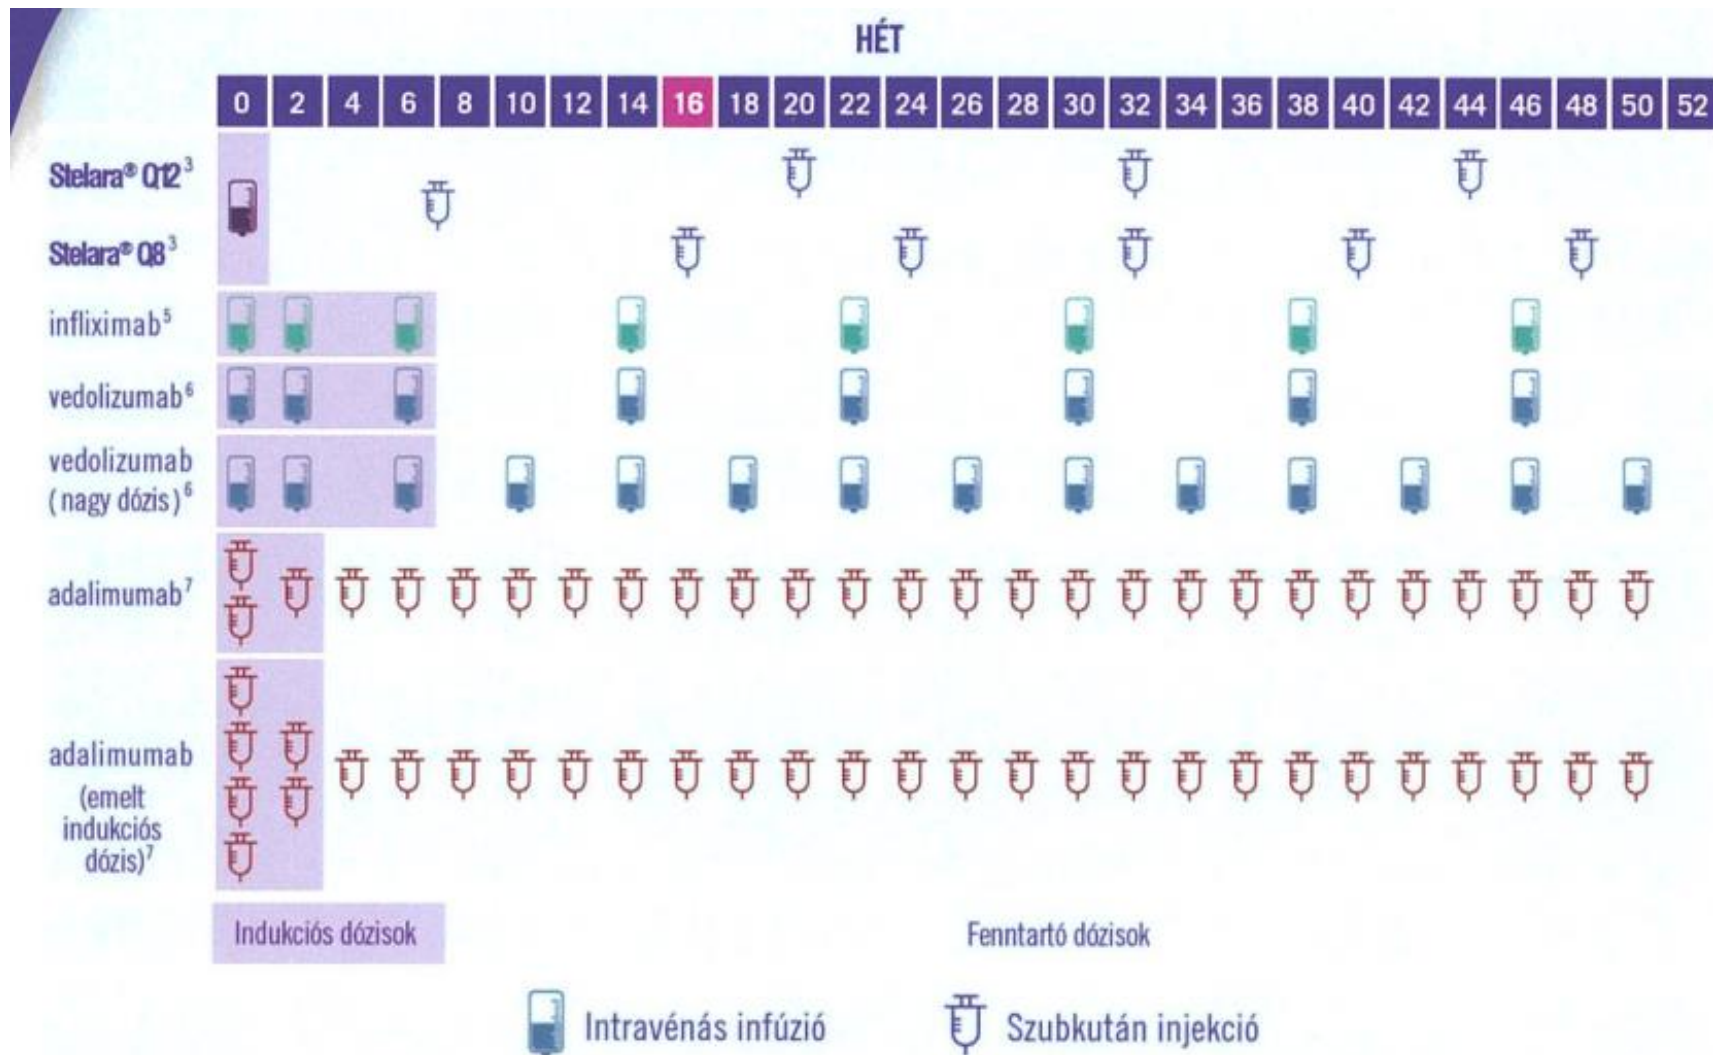 HÉT
0 2 4 6 8 10 12 14 16 18 20 22 24 26 28 30 32 34 36 38 40 42 44 46 48 50 52
Stelara® Q12³
Stelara® Q8³
infliximab⁵
vedolizumab⁶
vedolizumab
(nagy dózis)⁶
adalimumab⁷
adalimumab
(emelt
indukciós
dózis)⁷
Indukciós dózisok
Fenntartó dózisok
Intravénás infúzió
Szubkután injekció